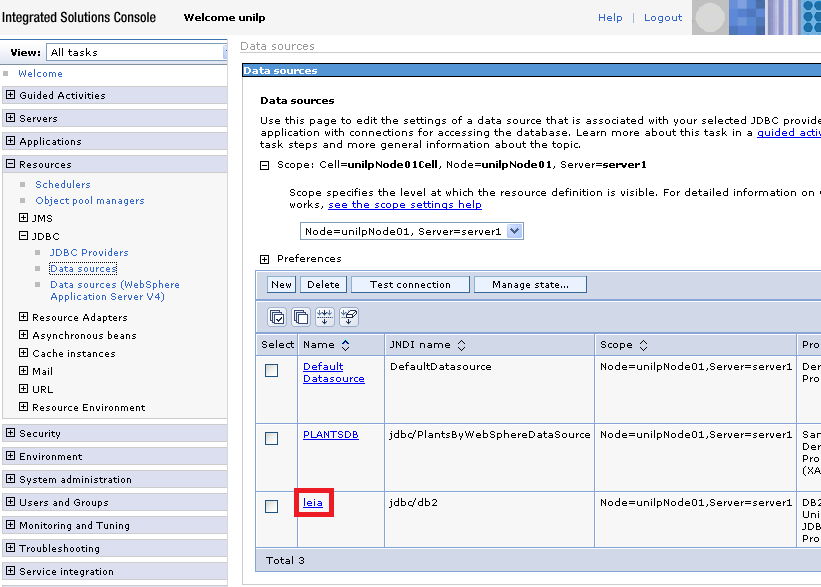 Integrated Solutions Console Welcome unilp Help | Logout
View: All tasks
Welcome
Guided Activities
Servers
Applications
Resources
Schedulers
Object pool managers
JMS
JDBC
JDBC Providers
Data sources
Data sources (WebSphere
Application Server V4)
Resource Adapters
Asynchronous beans
Cache instances
Mail
URL
Resource Environment
Security
Environment
System administration
Users and Groups
Monitoring and Tuning
Troubleshooting
Service integration
Data sources
Data sources
Data sources
Use this page to edit the settings of a data source that is associated with your selected JDBC provide
application with connections for accessing the database. Learn more about this task in a guided activ
task steps and more general information about the topic.
Scope: Cell=unilpNode01Cell, Node=unilpNode01, Server=server1
Scope specifies the level at which the resource definition is visible. For detailed information on
works, see the scope settings help
Node=unilpNode01, Server=server1
Preferences
New Delete Test connection Manage state...
Select Name JNDI name Scope Pro
Default
Datasource
DefaultDatasource
Node=unilpNode01,Server=server1
Der
Pro
PLANTSDB
jdbc/PlantsByWebSphereDataSource
Node=unilpNode01,Server=server1
San
Der
Pro
(XA
leia
jdbc/db2
Node=unilpNode01,Server=server1
DB2
Uni
JDB
Pro
Total 3